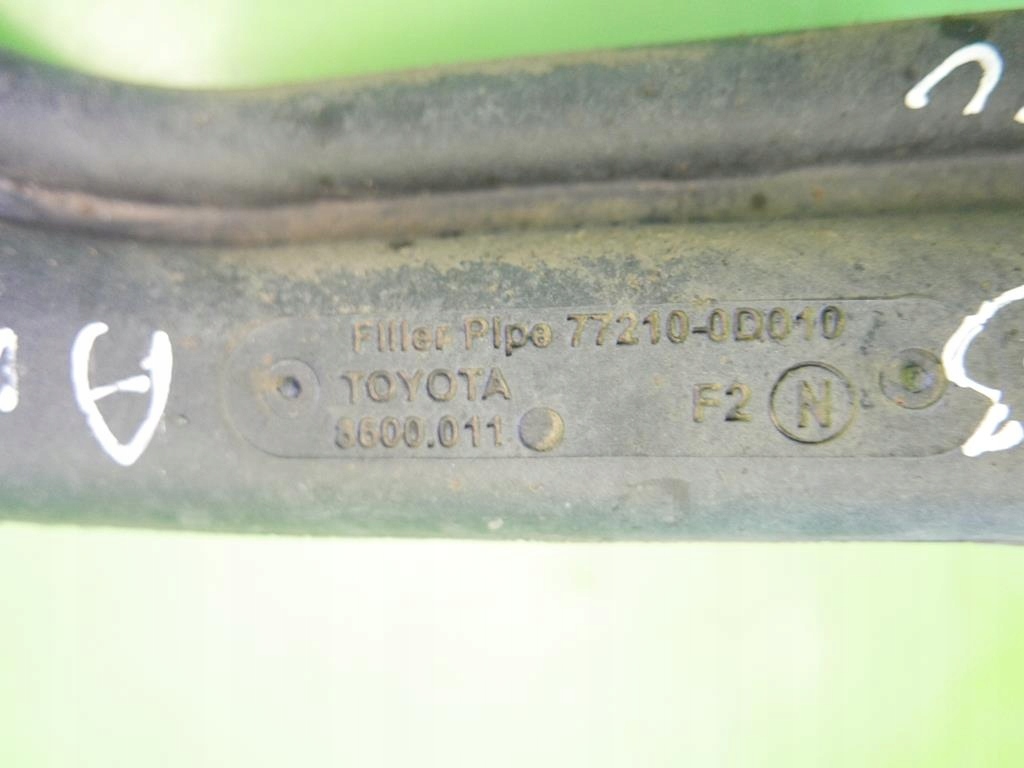 Filler Pipe 77210-0D010
TOYOTA
8600.011
F2 N
A